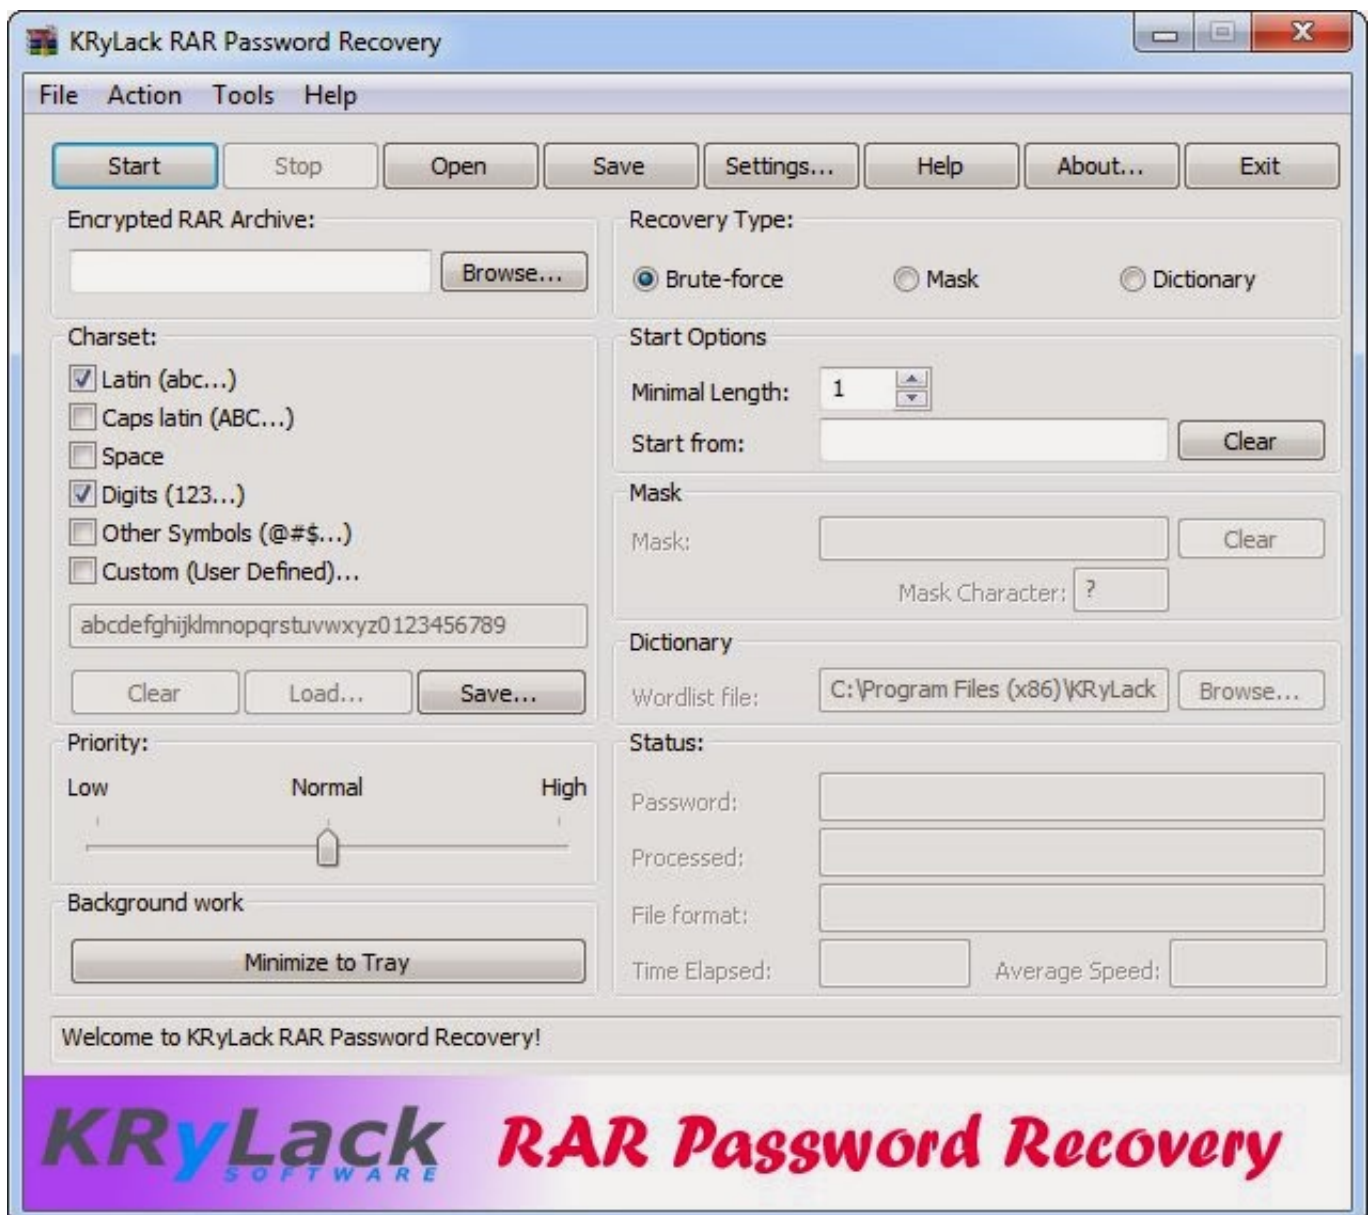 KRyLack RAR Password Recovery
File Action Tools Help
Start Stop Open Save Settings... Help About... Exit
Encrypted RAR Archive:
Browse...
Recovery Type:
Brute-force Mask Dictionary
Charset:
Latin (abc...)
Caps latin (ABC...)
Space
Digits (123...)
Other Symbols (@#$...)
Custom (User Defined)...
abcdefghijklmnopqrstuvwxyz0123456789
Clear Load... Save...
Start Options
Minimal Length: 1
Start from: Clear
Mask
Mask: Clear
Mask Character: ?
Dictionary
Wordlist file: C:\Program Files (x86)\KRyLack Browse...
Priority:
Low Normal High
Background work
Minimize to Tray
Status:
Password:
Processed:
File format:
Time Elapsed: Average Speed:
Welcome to KRyLack RAR Password Recovery!
KRyLack RAR Password Recovery
SOFTWARE